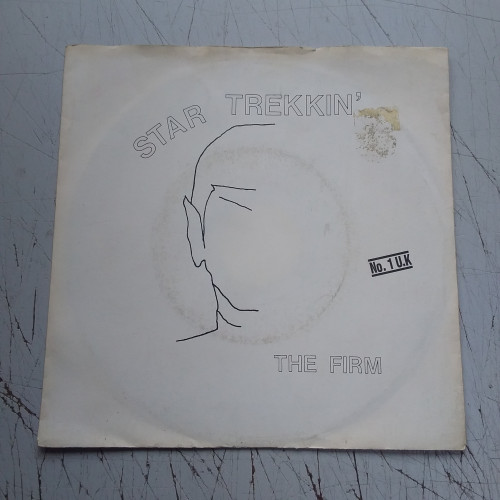 STAR TREKKIN'
No. 1 U.K
THE FIRM